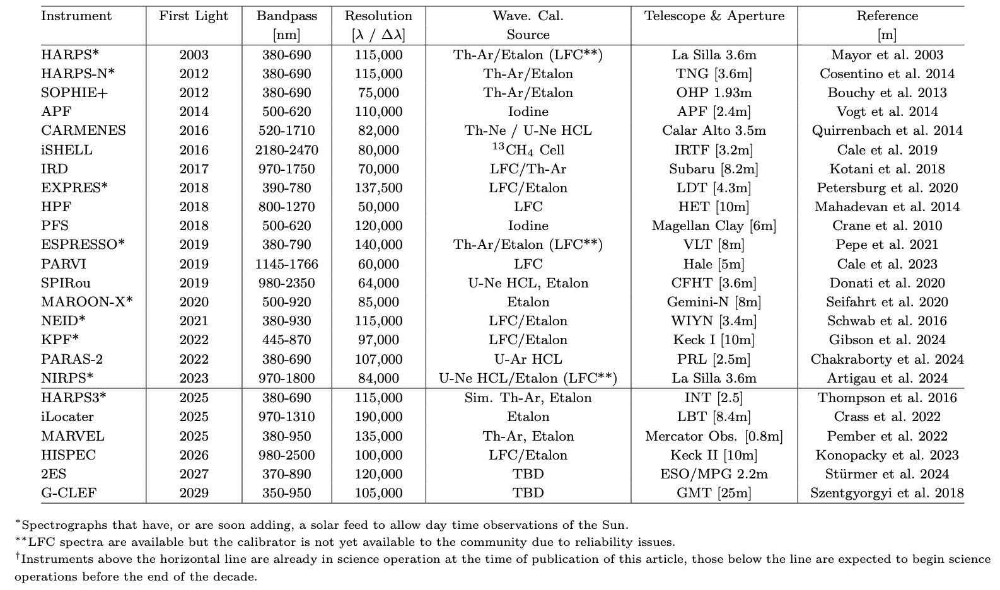 Instrument First Light Bandpass Resolution Wave. Cal. Telescope & Aperture Reference
[nm] [λ / Δλ] Source [m]
HARPS* 2003 380-690 115,000 Th-Ar/Etalon (LFC**) La Silla 3.6m Mayor et al. 2003
HARPS-N* 2012 380-690 115,000 Th-Ar/Etalon TNG [3.6m] Cosentino et al. 2014
SOPHIE+ 2012 380-690 75,000 Th-Ar/Etalon OHP 1.93m Bouchy et al. 2013
APF 2014 500-620 110,000 Iodine APF [2.4m] Vogt et al. 2014
CARMENES 2016 520-1710 82,000 Th-Ne / U-Ne HCL Calar Alto 3.5m Quirrenbach et al. 2014
iSHELL 2016 2180-2470 80,000 ¹³CH₄ Cell IRTF [3.2m] Cale et al. 2019
IRD 2017 970-1750 70,000 LFC/Th-Ar Subaru [8.2m] Kotani et al. 2018
EXPRES* 2018 390-780 137,500 LFC/Etalon LDT [4.3m] Petersburg et al. 2020
HPF 2018 800-1270 50,000 LFC HET [10m] Mahadevan et al. 2014
PFS 2018 500-620 120,000 Iodine Magellan Clay [6m] Crane et al. 2010
ESPRESSO* 2019 380-790 140,000 Th-Ar/Etalon (LFC**) VLT [8m] Pepe et al. 2021
PARVI 2019 1145-1766 60,000 LFC Hale [5m] Cale et al. 2023
SPIRou 2019 980-2350 64,000 U-Ne HCL, Etalon CFHT [3.6m] Donati et al. 2020
MAROON-X* 2020 500-920 85,000 Etalon Gemini-N [8m] Seifahrt et al. 2020
NEID* 2021 380-930 115,000 LFC/Etalon WIYN [3.4m] Schwab et al. 2016
KPF* 2022 445-870 97,000 LFC/Etalon Keck I [10m] Gibson et al. 2024
PARAS-2 2022 380-690 107,000 U-Ar HCL PRL [2.5m] Chakraborty et al. 2024
NIRPS* 2023 970-1800 84,000 U-Ne HCL/Etalon (LFC**) La Silla 3.6m Artigau et al. 2024
HARPS3* 2025 380-690 115,000 Sim. Th-Ar, Etalon INT [2.5] Thompson et al. 2016
iLocater 2025 970-1310 190,000 Etalon LBT [8.4m] Crass et al. 2022
MARVEL 2025 380-950 135,000 Th-Ar, Etalon Mercator Obs. [0.8m] Pember et al. 2022
HISPEC 2026 980-2500 100,000 LFC/Etalon Keck II [10m] Konopacky et al. 2023
2ES 2027 370-890 120,000 TBD ESO/MPG 2.2m Stürmer et al. 2024
G-CLEF 2029 350-950 105,000 TBD GMT [25m] Szentgyorgyi et al. 2018
*Spectrographs that have, or are soon adding, a solar feed to allow day time observations of the Sun.
**LFC spectra are available but the calibrator is not yet available to the community due to reliability issues.
†Instruments above the horizontal line are already in science operation at the time of publication of this article, those below the line are expected to begin science
operations before the end of the decade.